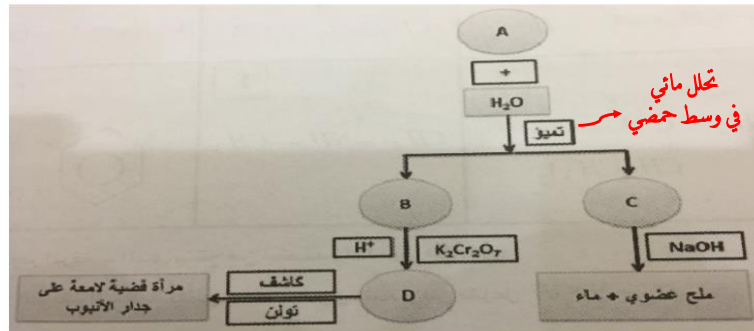 A
+
H₂O
تميؤ
تحلل مائي
في وسط حمضي
B
C
H⁺
K₂Cr₂O₇
NaOH
مرآة فضية لامعة على
جدار الأنبوب
كاشف
تولن
D
ملح عضوي + ماء